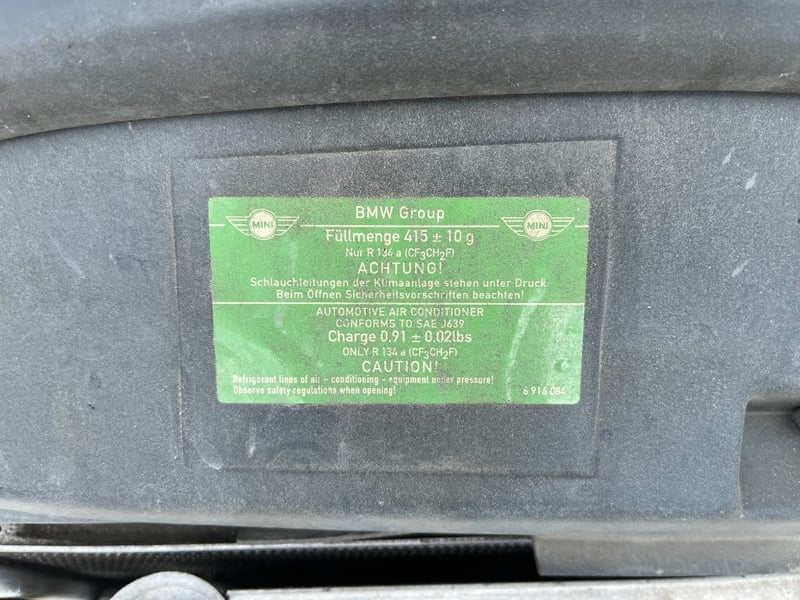 BMW Group
MINI MINI
Füllmenge 415 ± 10 g
Nur R 134 a (CF3CH2F)
ACHTUNG!
Schlauchleitungen der Klimaanlage stehen unter Druck
Beim Öffnen Sicherheitsvorschriften beachten!
AUTOMOTIVE AIR CONDITIONER
CONFORMS TO SAE J639
Charge 0.91 ± 0.02lbs
ONLY R 134 a (CF3CH2F)
CAUTION!
Refrigerant lines of air - conditioning - equipment under pressure!
Observe safety regulations when opening!
6 916 084